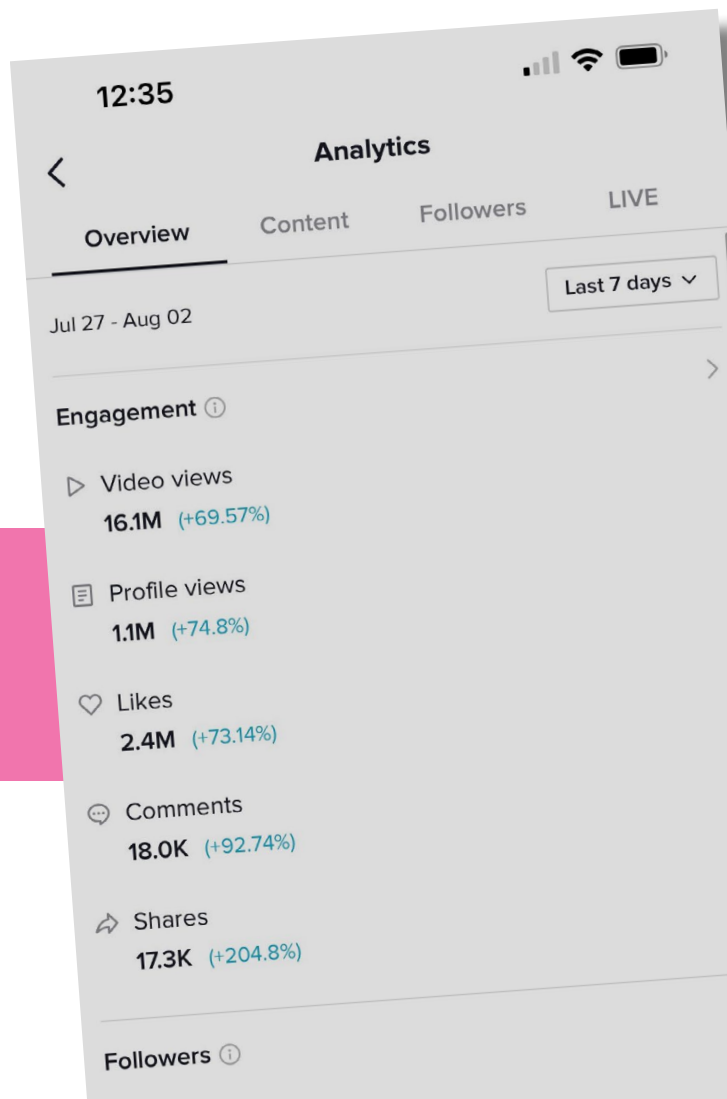 12:35
Analytics
Overview Content Followers LIVE
Jul 27 - Aug 02 Last 7 days
Engagement
Video views
16.1M (+69.57%)
Profile views
1.1M (+74.8%)
Likes
2.4M (+73.14%)
Comments
18.0K (+92.74%)
Shares
17.3K (+204.8%)
Followers